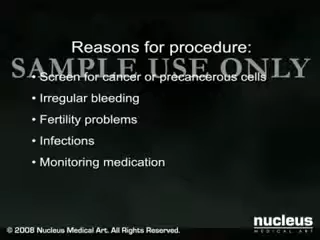 Reasons for procedure:
SAMPLE USE ONLY
• Screen for cancer or precancerous cells
• Irregular bleeding
• Fertility problems
• Infections
• Monitoring medication
© 2008 Nucleus Medical Art. All Rights Reserved.
nucleus
MEDICAL ART